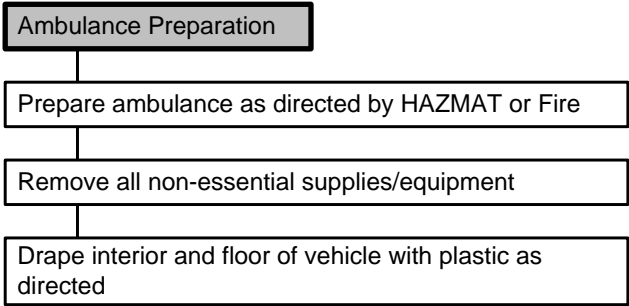 Ambulance Preparation
Prepare ambulance as directed by HAZMAT or Fire
Remove all non-essential supplies/equipment
Drape interior and floor of vehicle with plastic as
directed